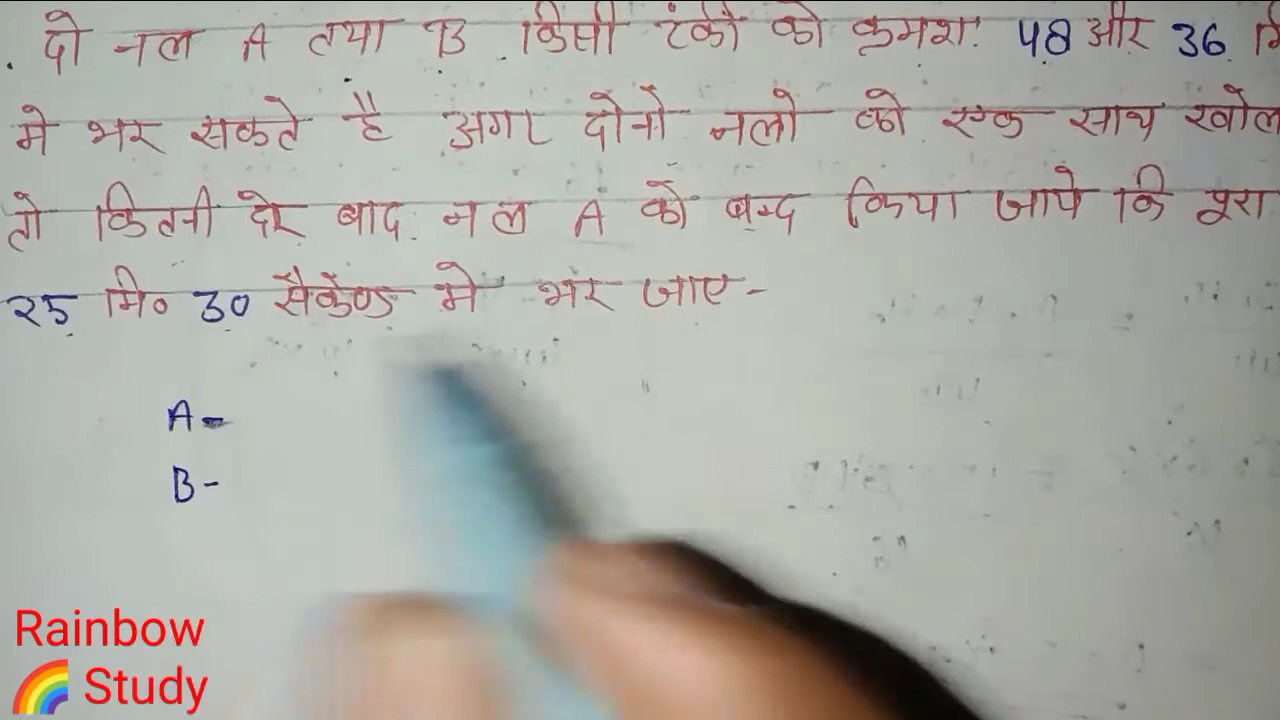 दो नल A तथा B किसी टंकी को क्रमश: 48 और 36
मे भर सकते है अगर दोनों नलो को एक साथ खोल
तो कितनी देर बाद नल A को बन्द किया जाये कि पूरा
25 मि० 30 सैकेण्ड मे भर जाए-
A-
B-
Rainbow
Study